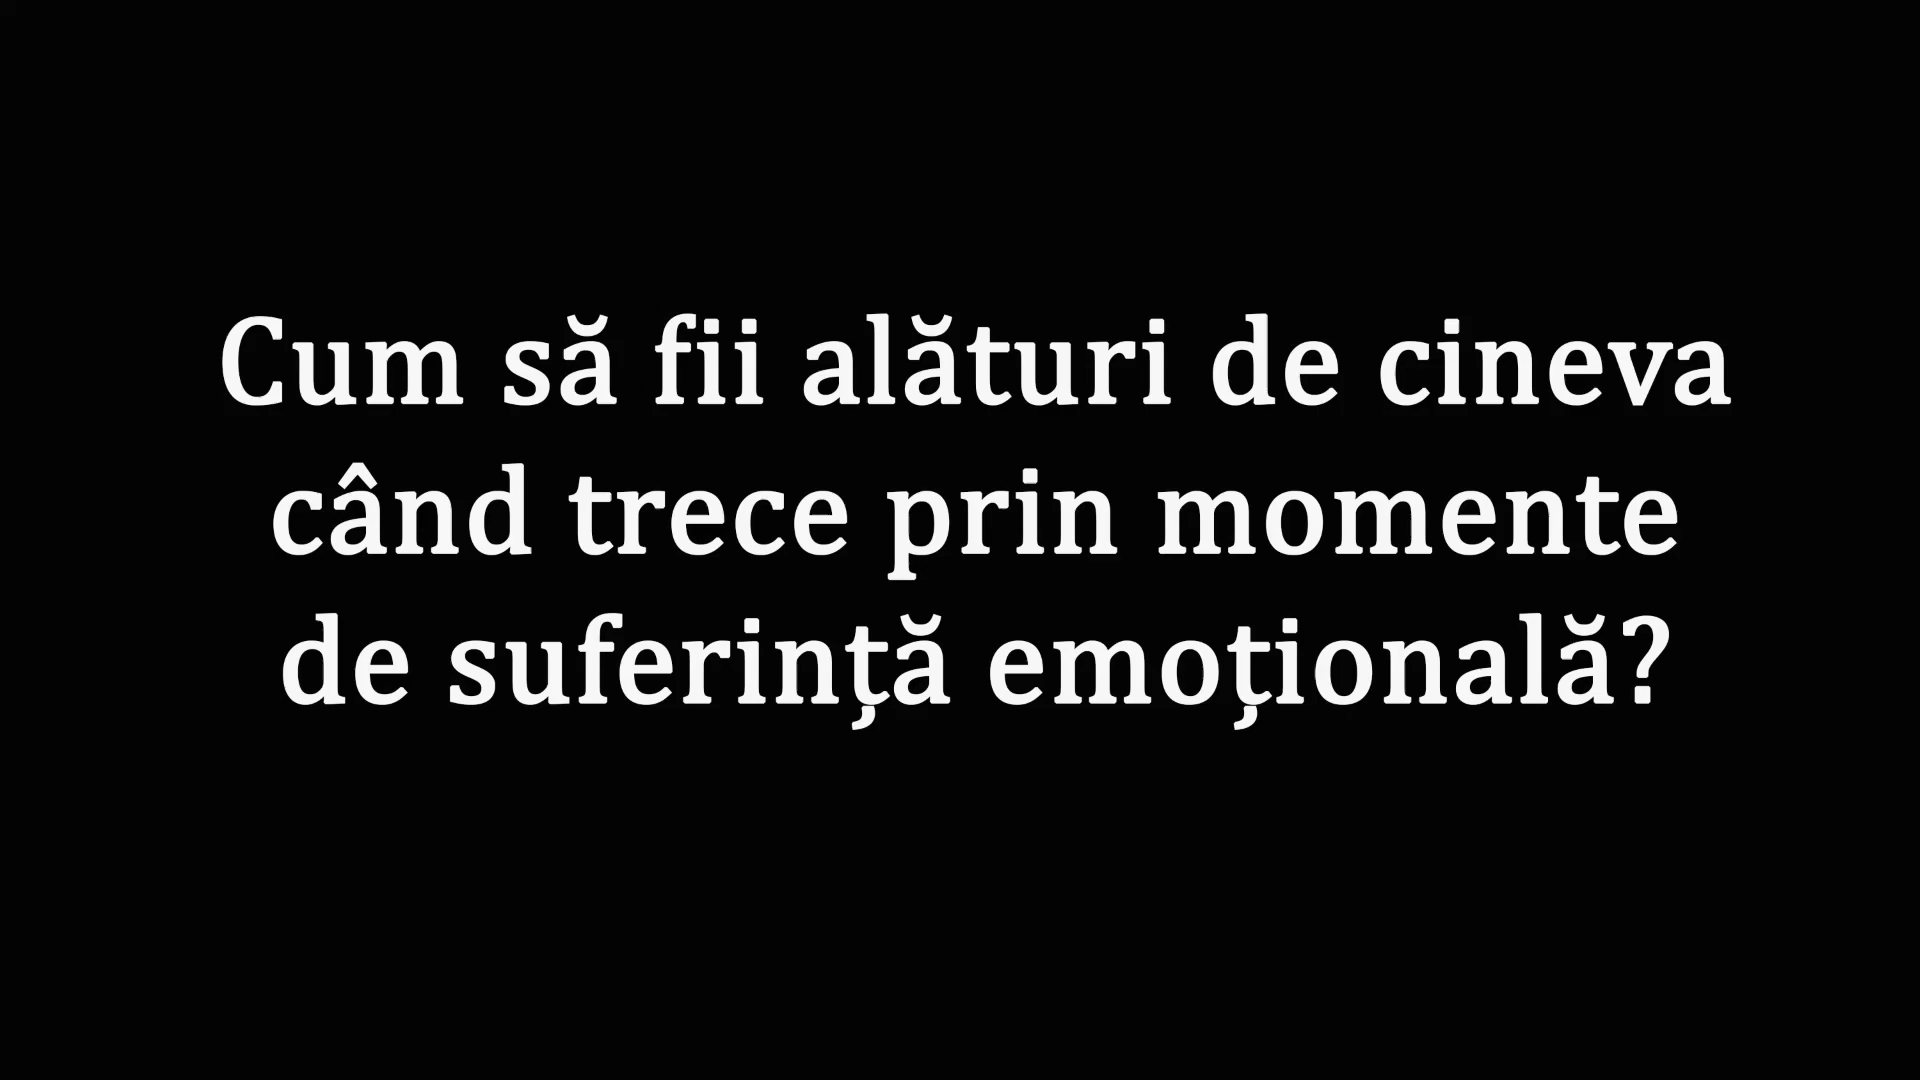 Cum să fii alături de cineva
când trece prin momente
de suferință emoțională?